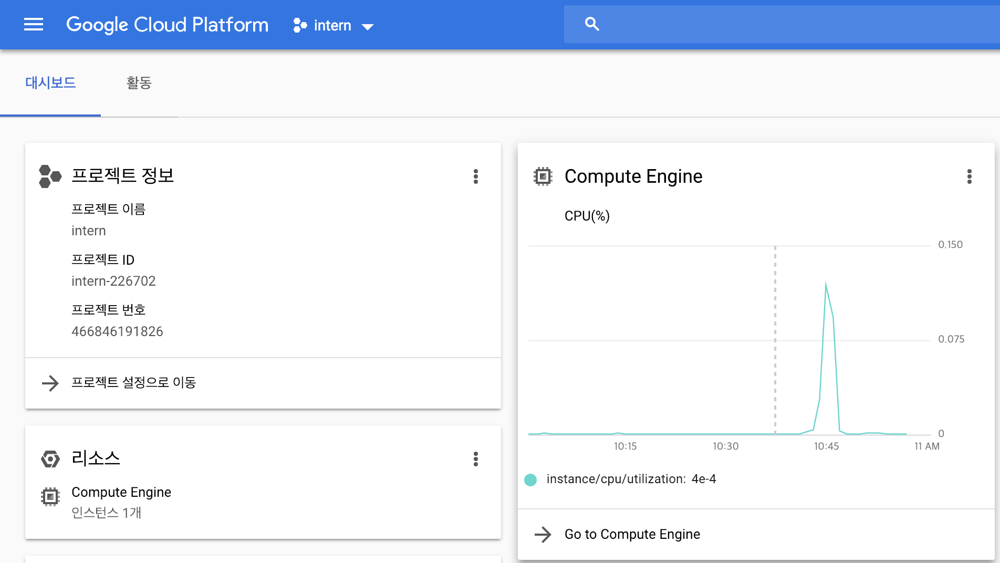 Google Cloud Platform
intern
대시보드
활동
프로젝트 정보
프로젝트 이름
intern
프로젝트 ID
intern-226702
프로젝트 번호
466846191826
프로젝트 설정으로 이동
리소스
Compute Engine
인스턴스 1개
Compute Engine
CPU(%)
0.150
0.075
0
10:15
10:30
10:45
11 AM
instance/cpu/utilization: 4e-4
Go to Compute Engine